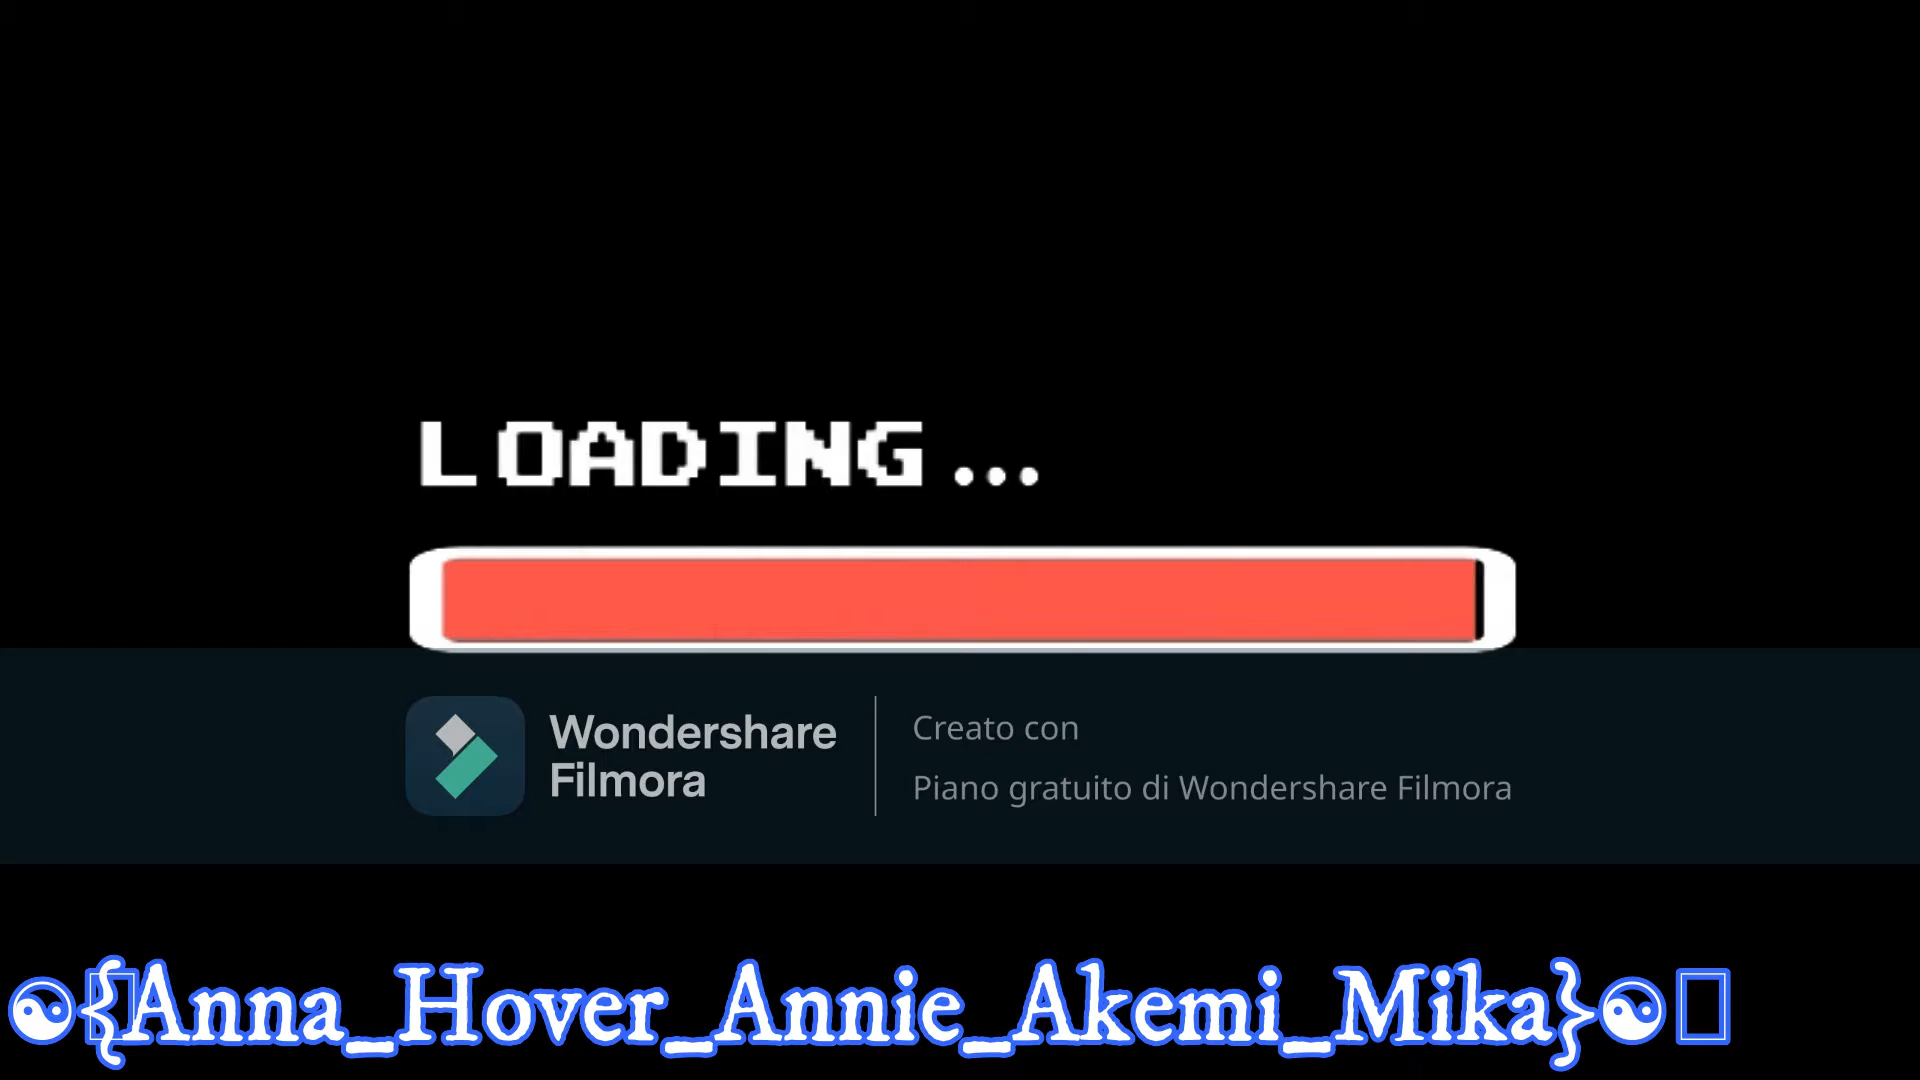 LOADING...
Wondershare
Filmora
Creato con
Piano gratuito di Wondershare Filmora
☯{Anna_Hover_Annie_Akemi_Mika}☯